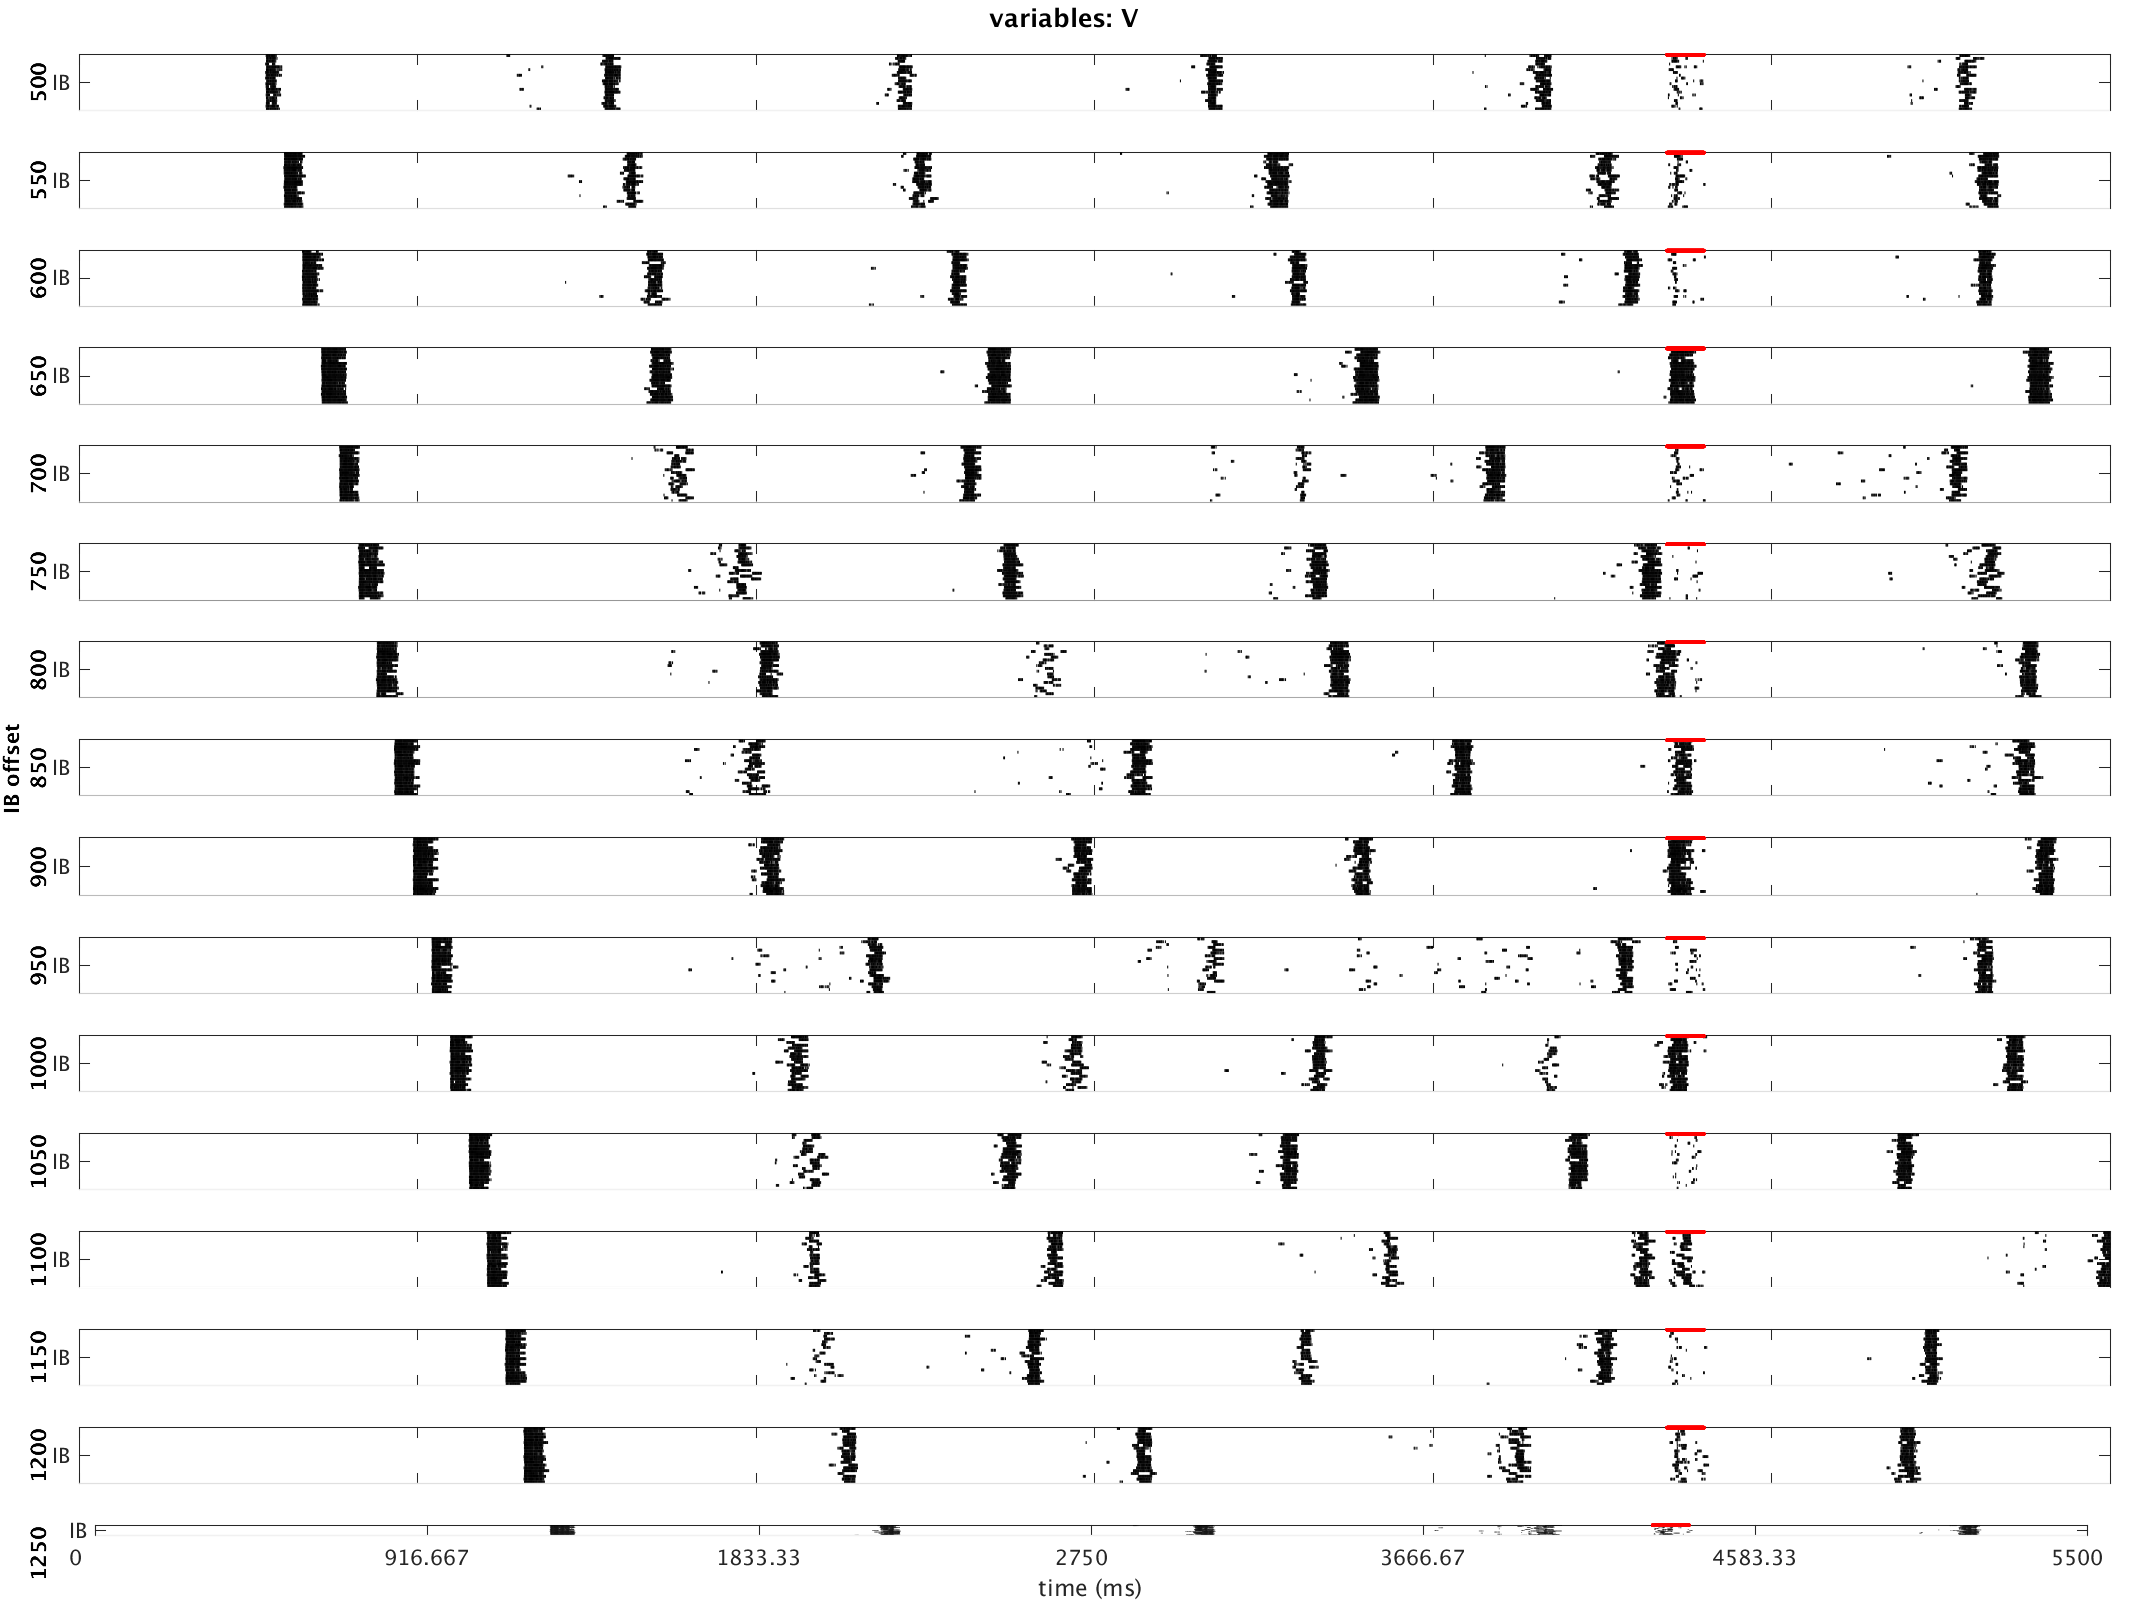 variables: V
IB offset
500 IB
550 IB
600 IB
650 IB
700 IB
750 IB
800 IB
850 IB
900 IB
950 IB
1000 IB
1050 IB
1100 IB
1150 IB
1200 IB
1250 IB
0 916.667 1833.33 2750 3666.67 4583.33 5500
time (ms)